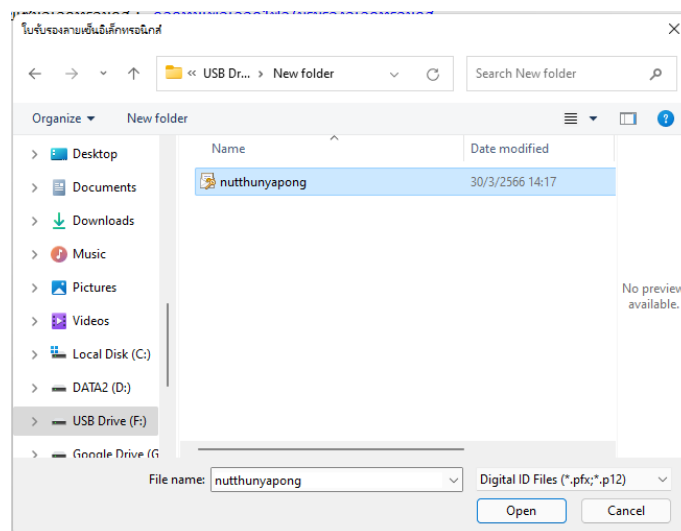 ใบรับรองลายเซ็นอิเล็กทรอนิกส์
« USB Dr... › New folder
Search New folder
Organize
New folder
Name
Date modified
Desktop
nutthunyapong
30/3/2566 14:17
Documents
Downloads
Music
Pictures
No preview available.
Videos
Local Disk (C:)
DATA2 (D:)
USB Drive (F:)
Google Drive (G
File name:
nutthunyapong
Digital ID Files (*.pfx;*.p12)
Open
Cancel